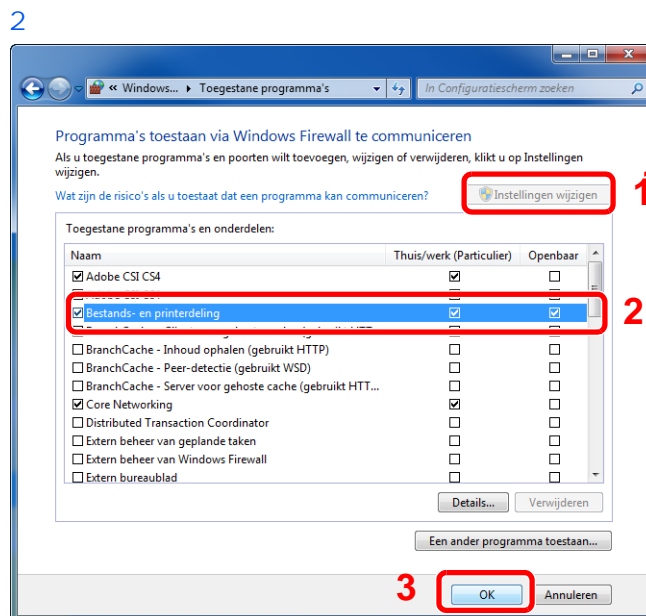 2
« Windows... ▸ Toegestane programma's
In Configuratiescherm zoeken
Programma's toestaan via Windows Firewall te communiceren
Als u toegestane programma's en poorten wilt toevoegen, wijzigen of verwijderen, klikt u op Instellingen
wijzigen.
Wat zijn de risico's als u toestaat dat een programma kan communiceren?
Instellingen wijzigen
1
Toegestane programma's en onderdelen:
Naam Thuis/werk (Particulier) Openbaar
Adobe CSI CS4
Bestands- en printerdeling
2
BranchCache - Inhoud ophalen (gebruikt HTTP)
BranchCache - Peer-detectie (gebruikt WSD)
BranchCache - Server voor gehoste cache (gebruikt HTT...
Core Networking
Distributed Transaction Coordinator
Extern beheer van geplande taken
Extern beheer van Windows Firewall
Extern bureaublad
Details... Verwijderen
Een ander programma toestaan...
3
OK Annuleren